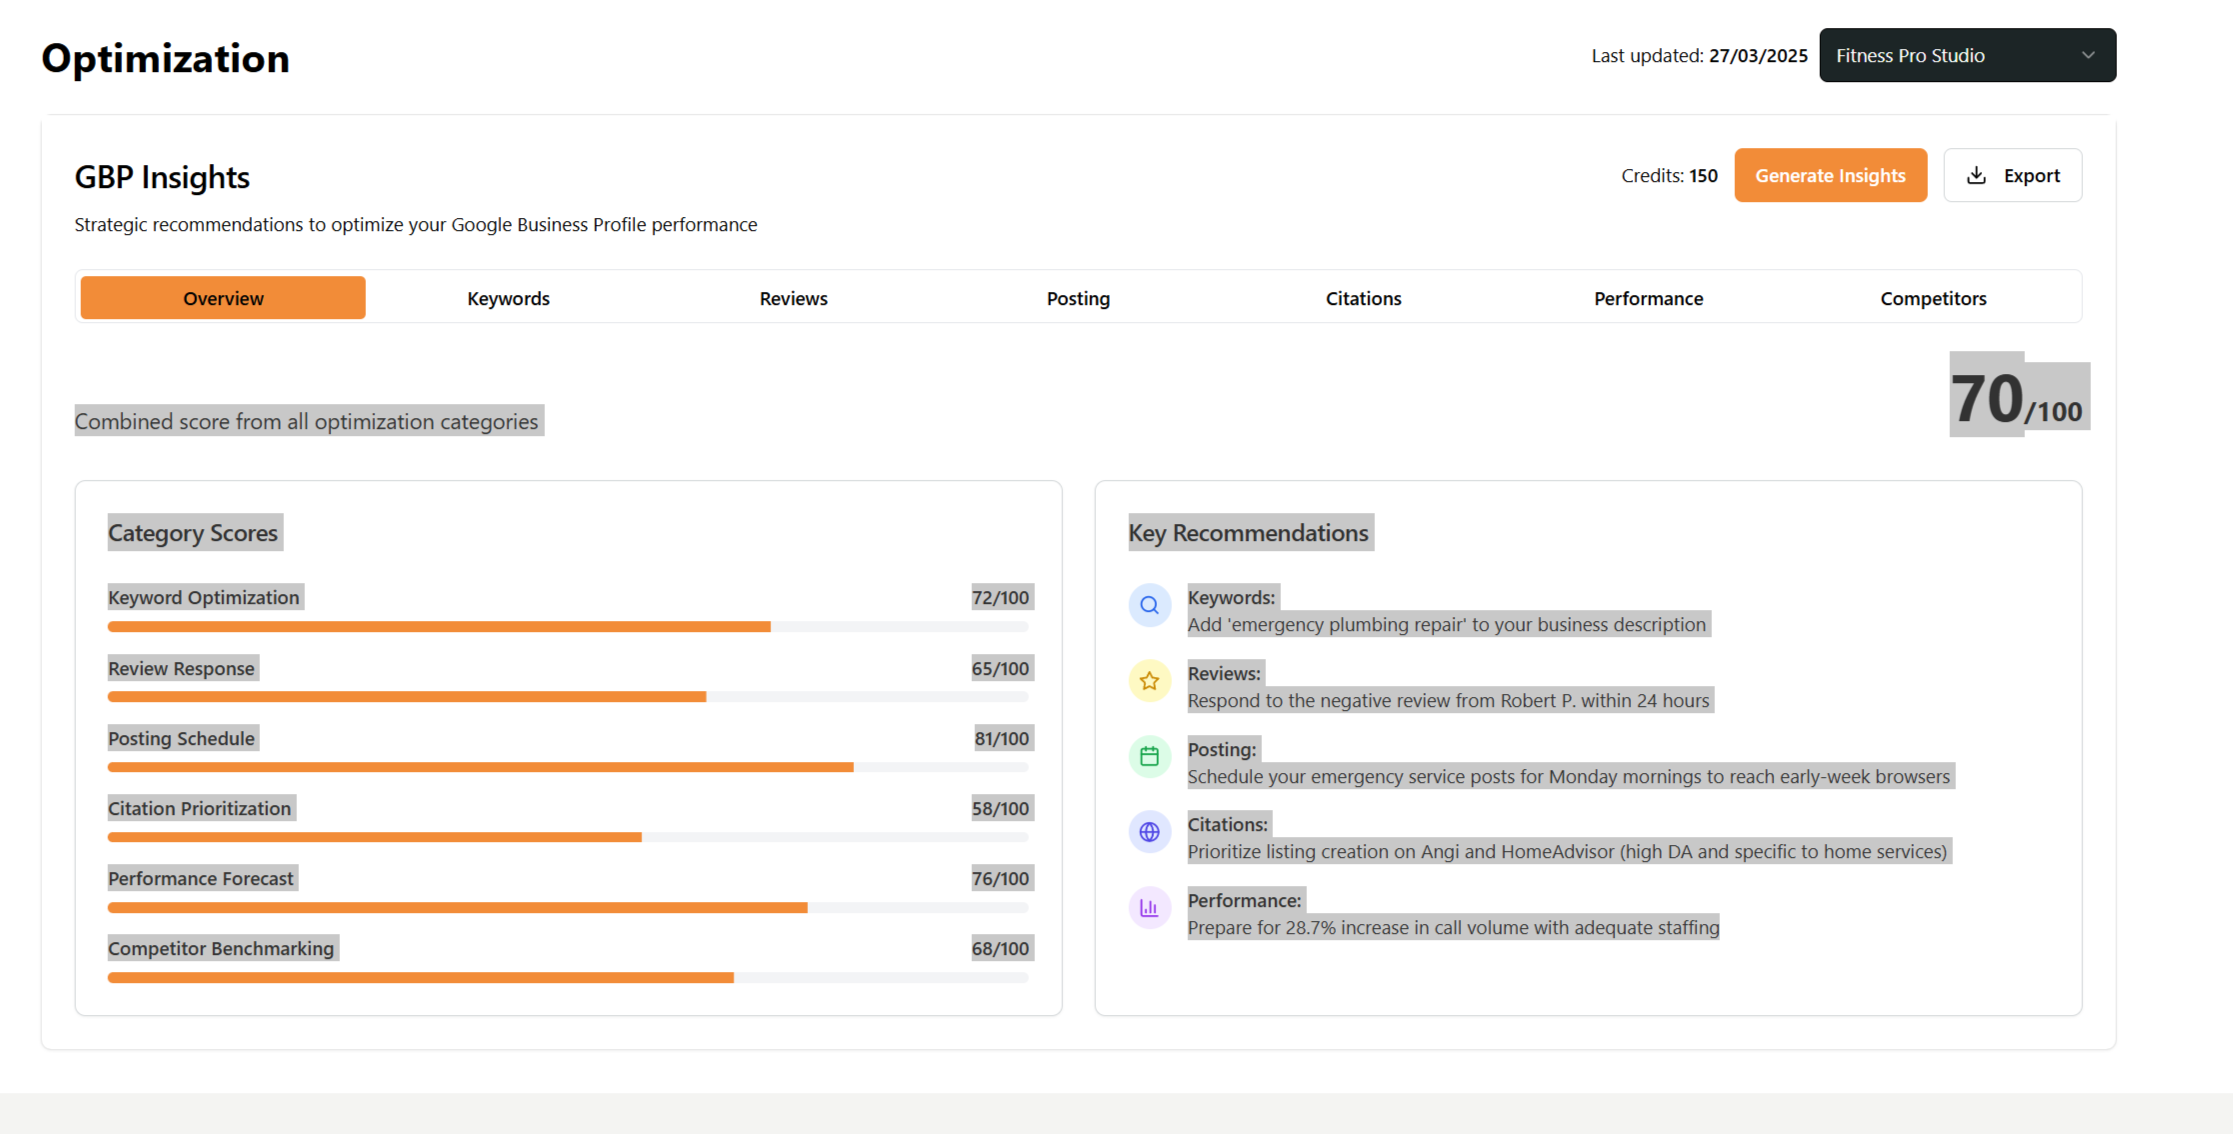 Optimization
Last updated: 27/03/2025
Fitness Pro Studio
GBP Insights
Credits: 150
Generate Insights
Export
Strategic recommendations to optimize your Google Business Profile performance
Overview
Keywords
Reviews
Posting
Citations
Performance
Competitors
Combined score from all optimization categories
70/100
Category Scores
Keyword Optimization
72/100
Review Response
65/100
Posting Schedule
81/100
Citation Prioritization
58/100
Performance Forecast
76/100
Competitor Benchmarking
68/100
Key Recommendations
Keywords:
Add 'emergency plumbing repair' to your business description
Reviews:
Respond to the negative review from Robert P. within 24 hours
Posting:
Schedule your emergency service posts for Monday mornings to reach early-week browsers
Citations:
Prioritize listing creation on Angi and HomeAdvisor (high DA and specific to home services)
Performance:
Prepare for 28.7% increase in call volume with adequate staffing